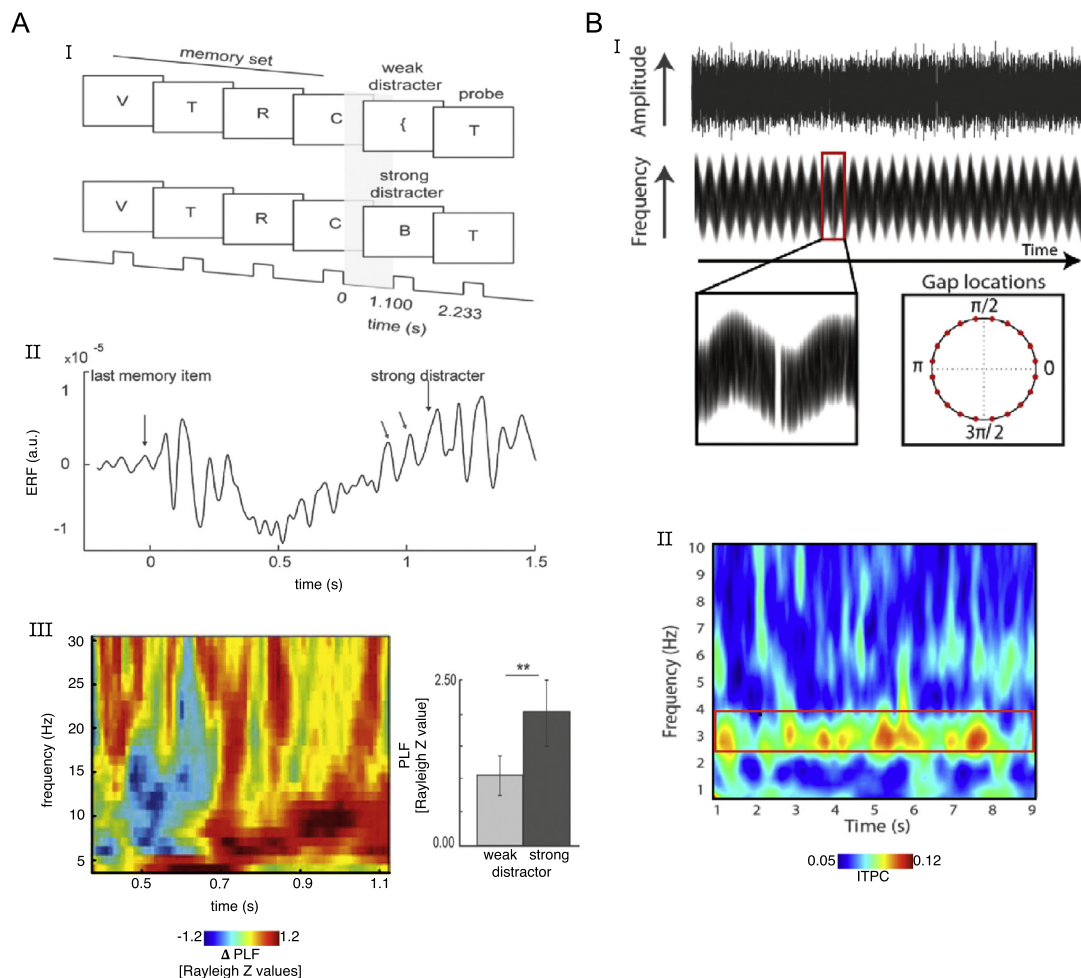 A
I
memory set
weak
distracter
probe
V
T
R
C
{
T
strong
distracter
V
T
R
C
B
T
0
1.100
2.233
time (s)
II
x10 -5
1
last memory item
strong distracter
ERF (a.u.)
0
-1
0
0.5
1
1.5
time (s)
III
30
25
20
15
10
5
frequency (Hz)
0.5
0.7
0.9
1.1
time (s)
-1.2
1.2
Δ PLF
[Rayleigh Z values]
**
2.50
PLF
[Rayleigh Z value]
0.00
weak
strong
distractor
B
I
Amplitude
Frequency
Time
Gap locations
π/2
π
0
3π/2
II
10
9
8
7
6
5
4
3
2
1
Frequency (Hz)
1
2
3
4
5
6
7
8
9
Time (s)
0.05
0.12
ITPC